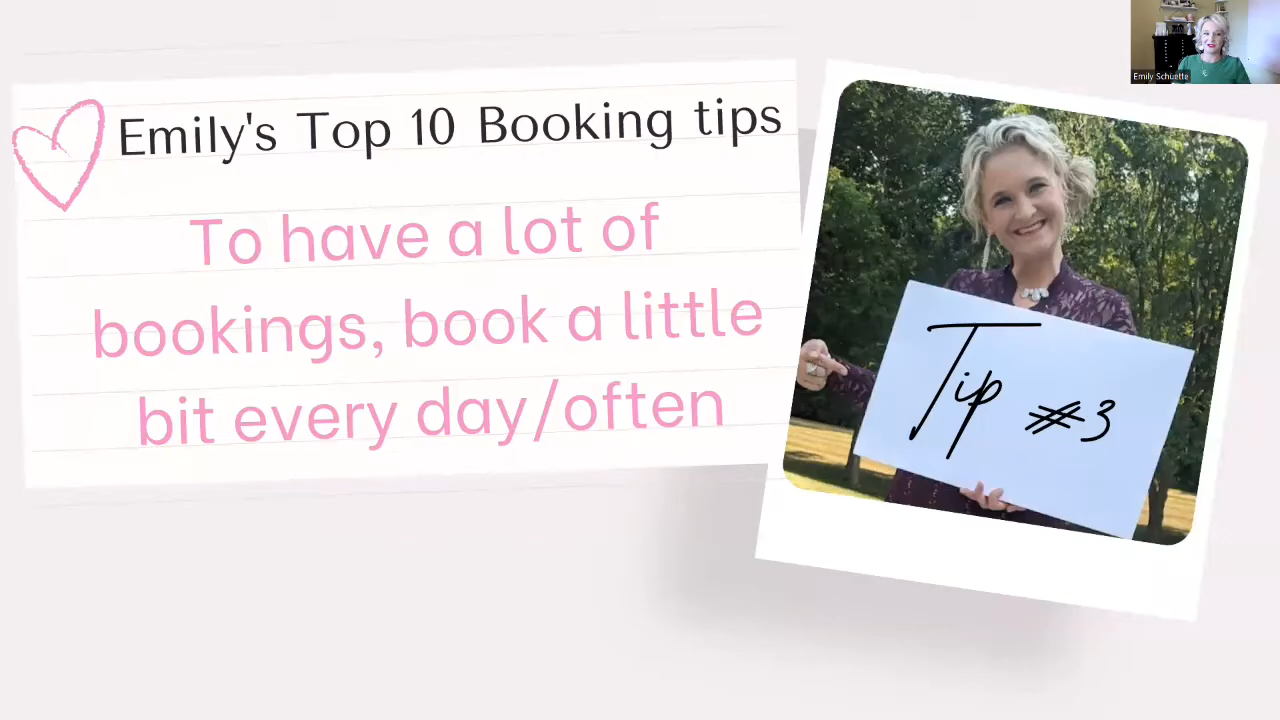 Emily's Top 10 Booking tips
To have a lot of
bookings, book a little
bit every day/often
Tip #3
Emily Schuette